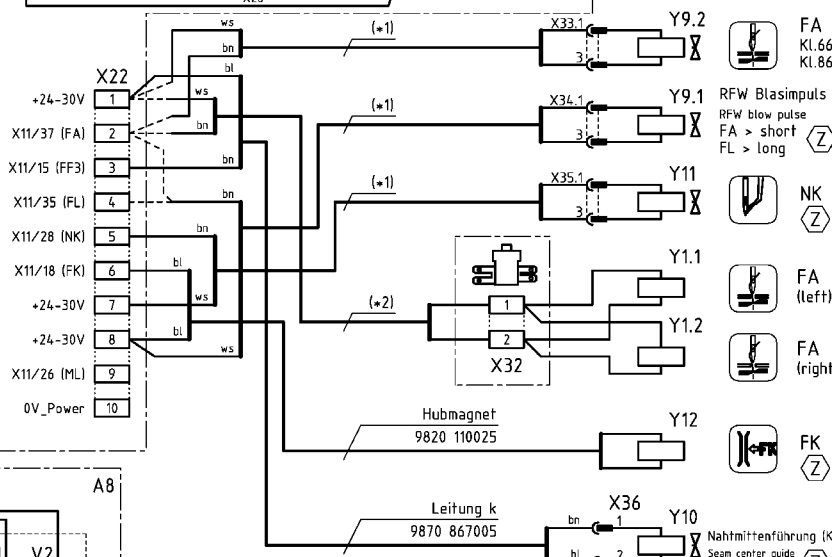 X22
+24-30V 1
X11/37 (FA) 2
X11/15 (FF3) 3
X11/35 (FL) 4
X11/28 (NK) 5
X11/18 (FK) 6
+24-30V 7
+24-30V 8
X11/26 (ML) 9
0V_Power 10
ws
bn
bl
ws
bn
bn
bn
bn
bl
ws
bl
ws
(*1)
(*1)
(*1)
(*2)
X33.1
3
Y9.2
FA
Kl.66
Kl.86
X34.1
3
Y9.1
RFW Blasimpuls
RFW blow pulse
FA > short
FL > long
Z
X35.1
3
Y11
NK
Z
1
2
X32
Y1.1
FA
(left)
Y1.2
FA
(right
Hubmagnet
9820 110025
Y12
FK
FK
Z
Leitung k
9870 867005
X36
bn 1
bl 2
Y10
Nahtmittenführung (K
Seam center guide
A8
V2